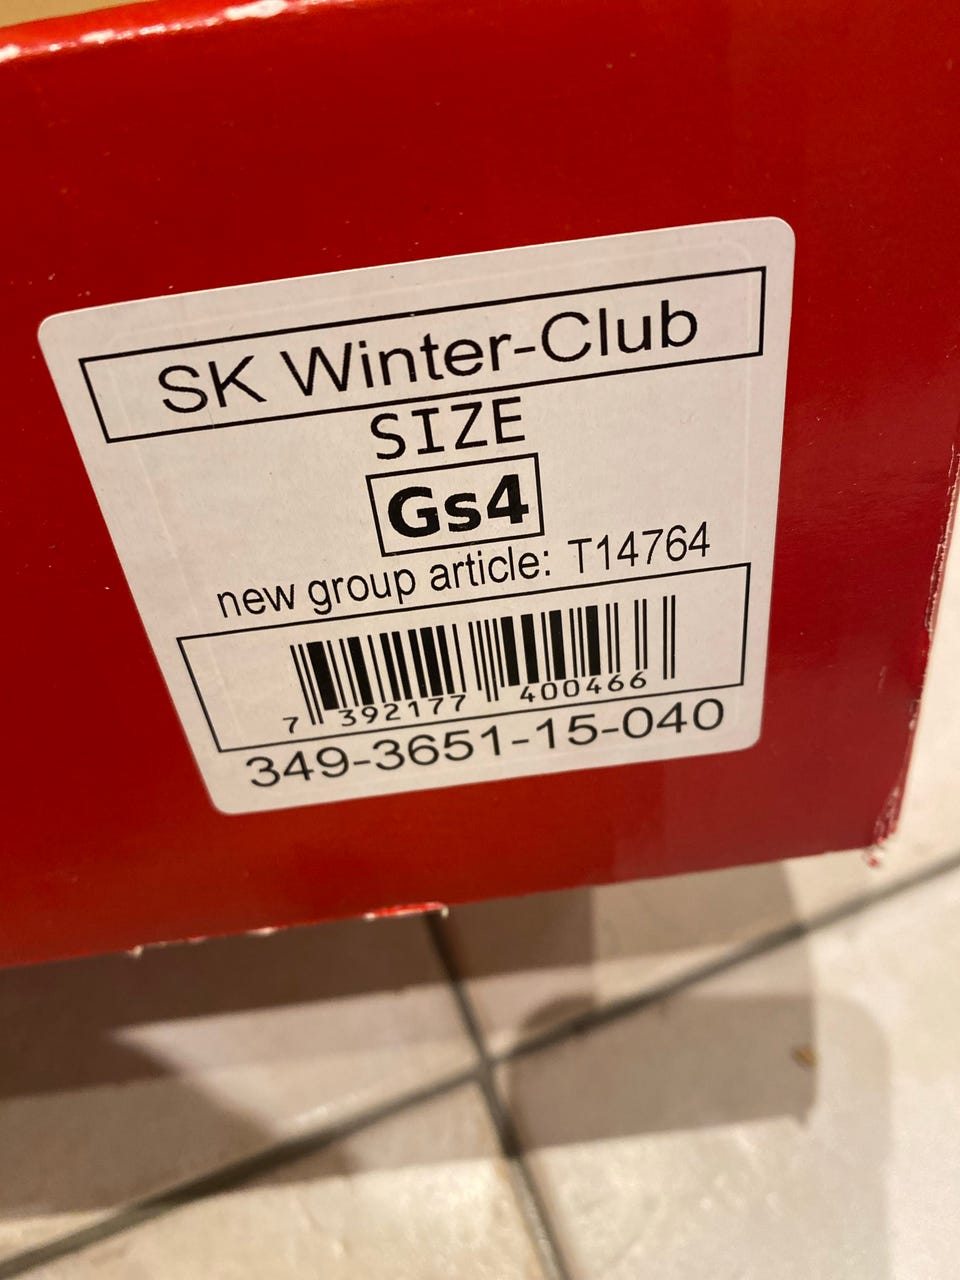 SK Winter-Club
SIZE
Gs4
new group article: T14764
7 392177 400466
349-3651-15-040